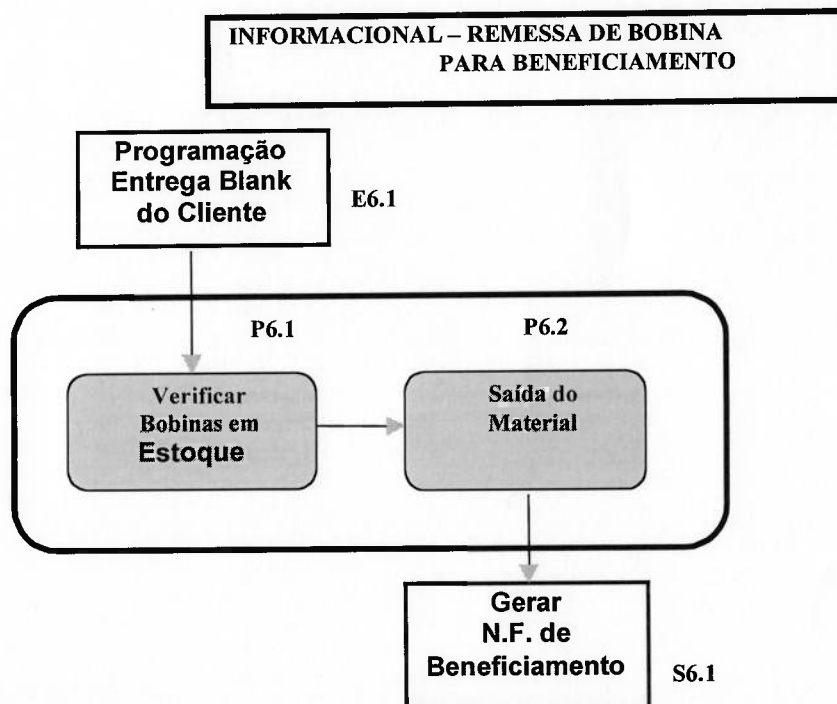 INFORMACIONAL – REMESSA DE BOBINA
PARA BENEFICIAMENTO
Programação
Entrega Blank
do Cliente
E6.1
P6.1
P6.2
Verificar
Bobinas em
Estoque
Saída do
Material
Gerar
N.F. de
Beneficiamento
S6.1